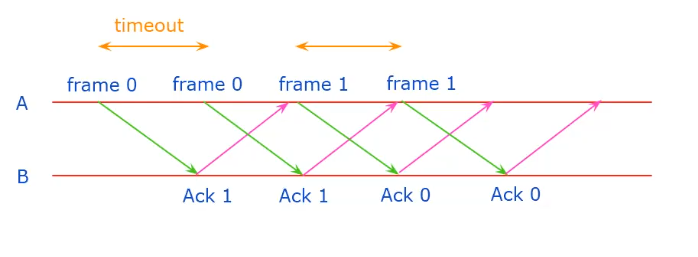 timeout
frame 0 frame 0 frame 1 frame 1
A
B
Ack 1 Ack 1 Ack 0 Ack 0